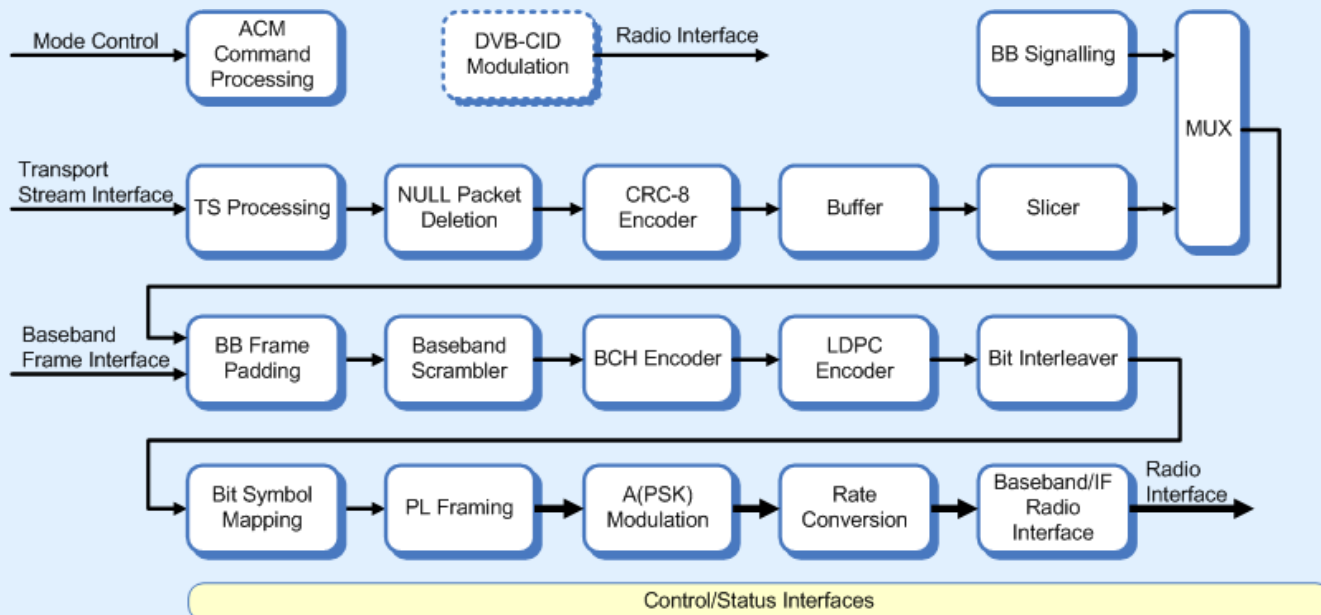 Mode Control
ACM
Command
Processing
DVB-CID
Modulation
Radio Interface
BB Signalling
MUX
Transport
Stream Interface
TS Processing
NULL Packet
Deletion
CRC-8
Encoder
Buffer
Slicer
Baseband
Frame Interface
BB Frame
Padding
Baseband
Scrambler
BCH Encoder
LDPC
Encoder
Bit Interleaver
Bit Symbol
Mapping
PL Framing
A(PSK)
Modulation
Rate
Conversion
Baseband/IF
Radio
Interface
Radio
Interface
Control/Status Interfaces